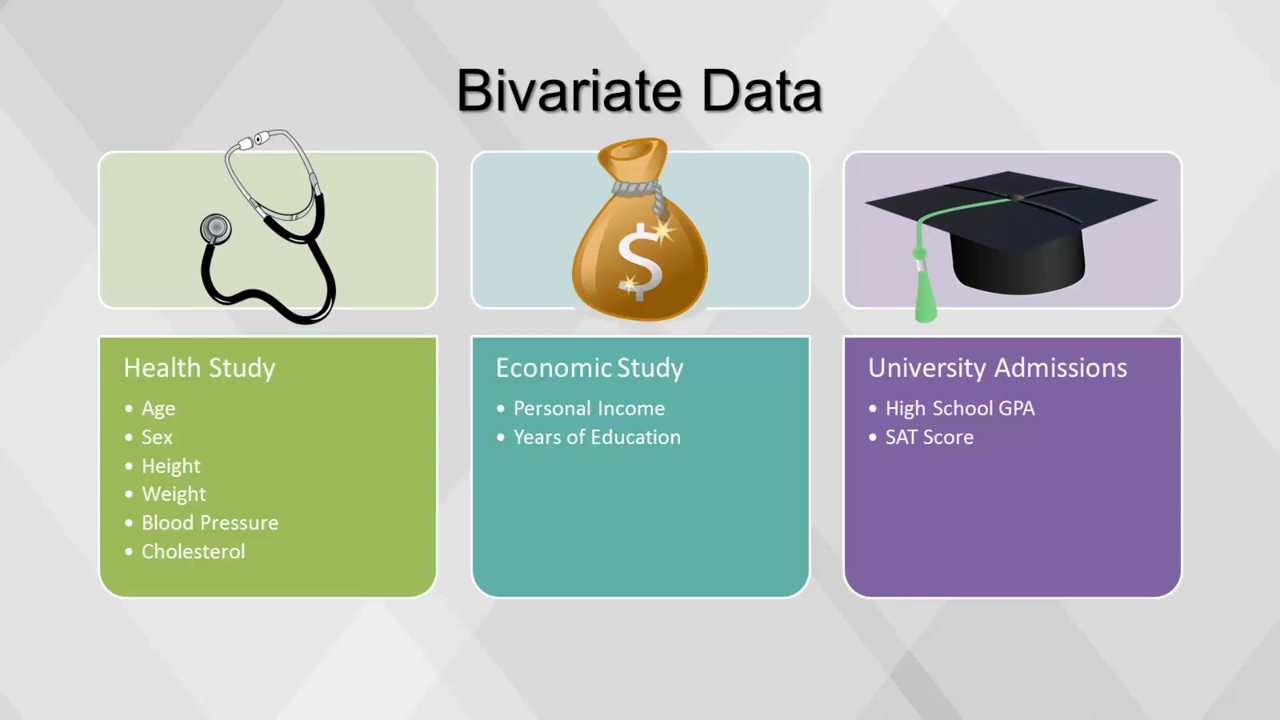 Bivariate Data
$
Health Study
• Age
• Sex
• Height
• Weight
• Blood Pressure
• Cholesterol
Economic Study
• Personal Income
• Years of Education
University Admissions
• High School GPA
• SAT Score